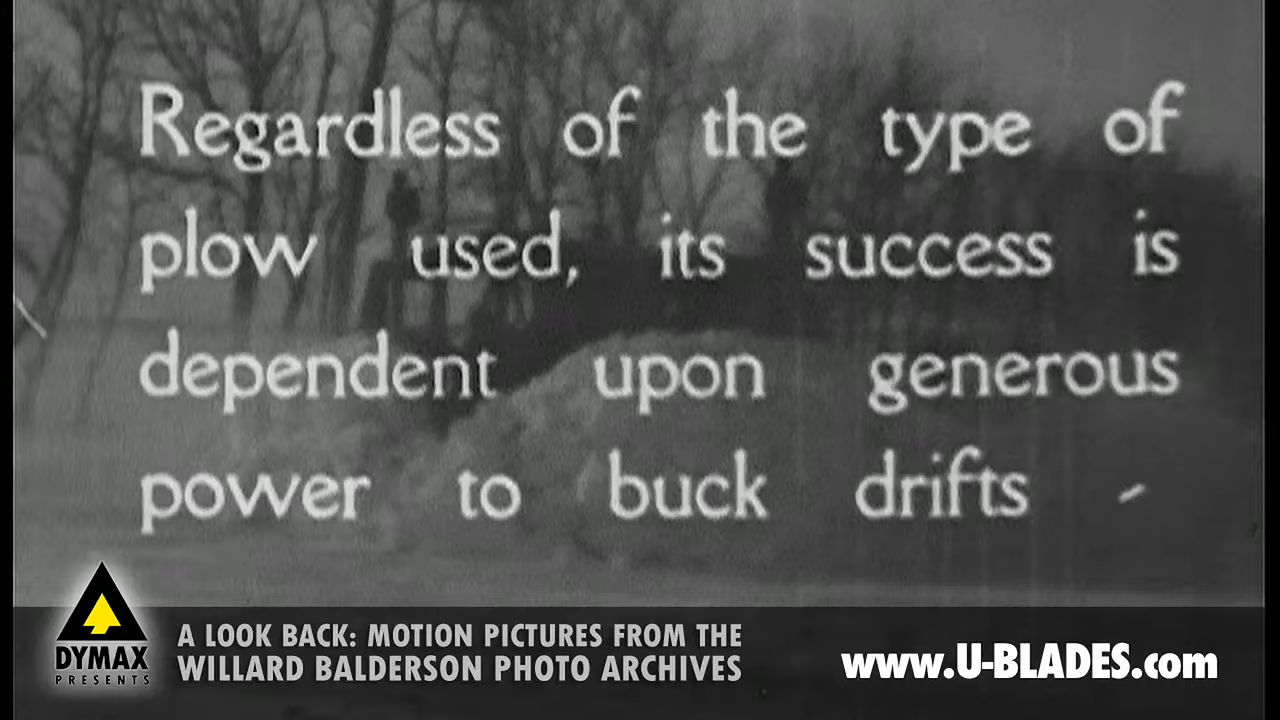 Regardless of the type of
plow used, its success is
dependent upon generous
power to buck drifts -
DYMAX
PRESENTS
A LOOK BACK: MOTION PICTURES FROM THE
WILLARD BALDERSON PHOTO ARCHIVES
www.U-BLADES.com